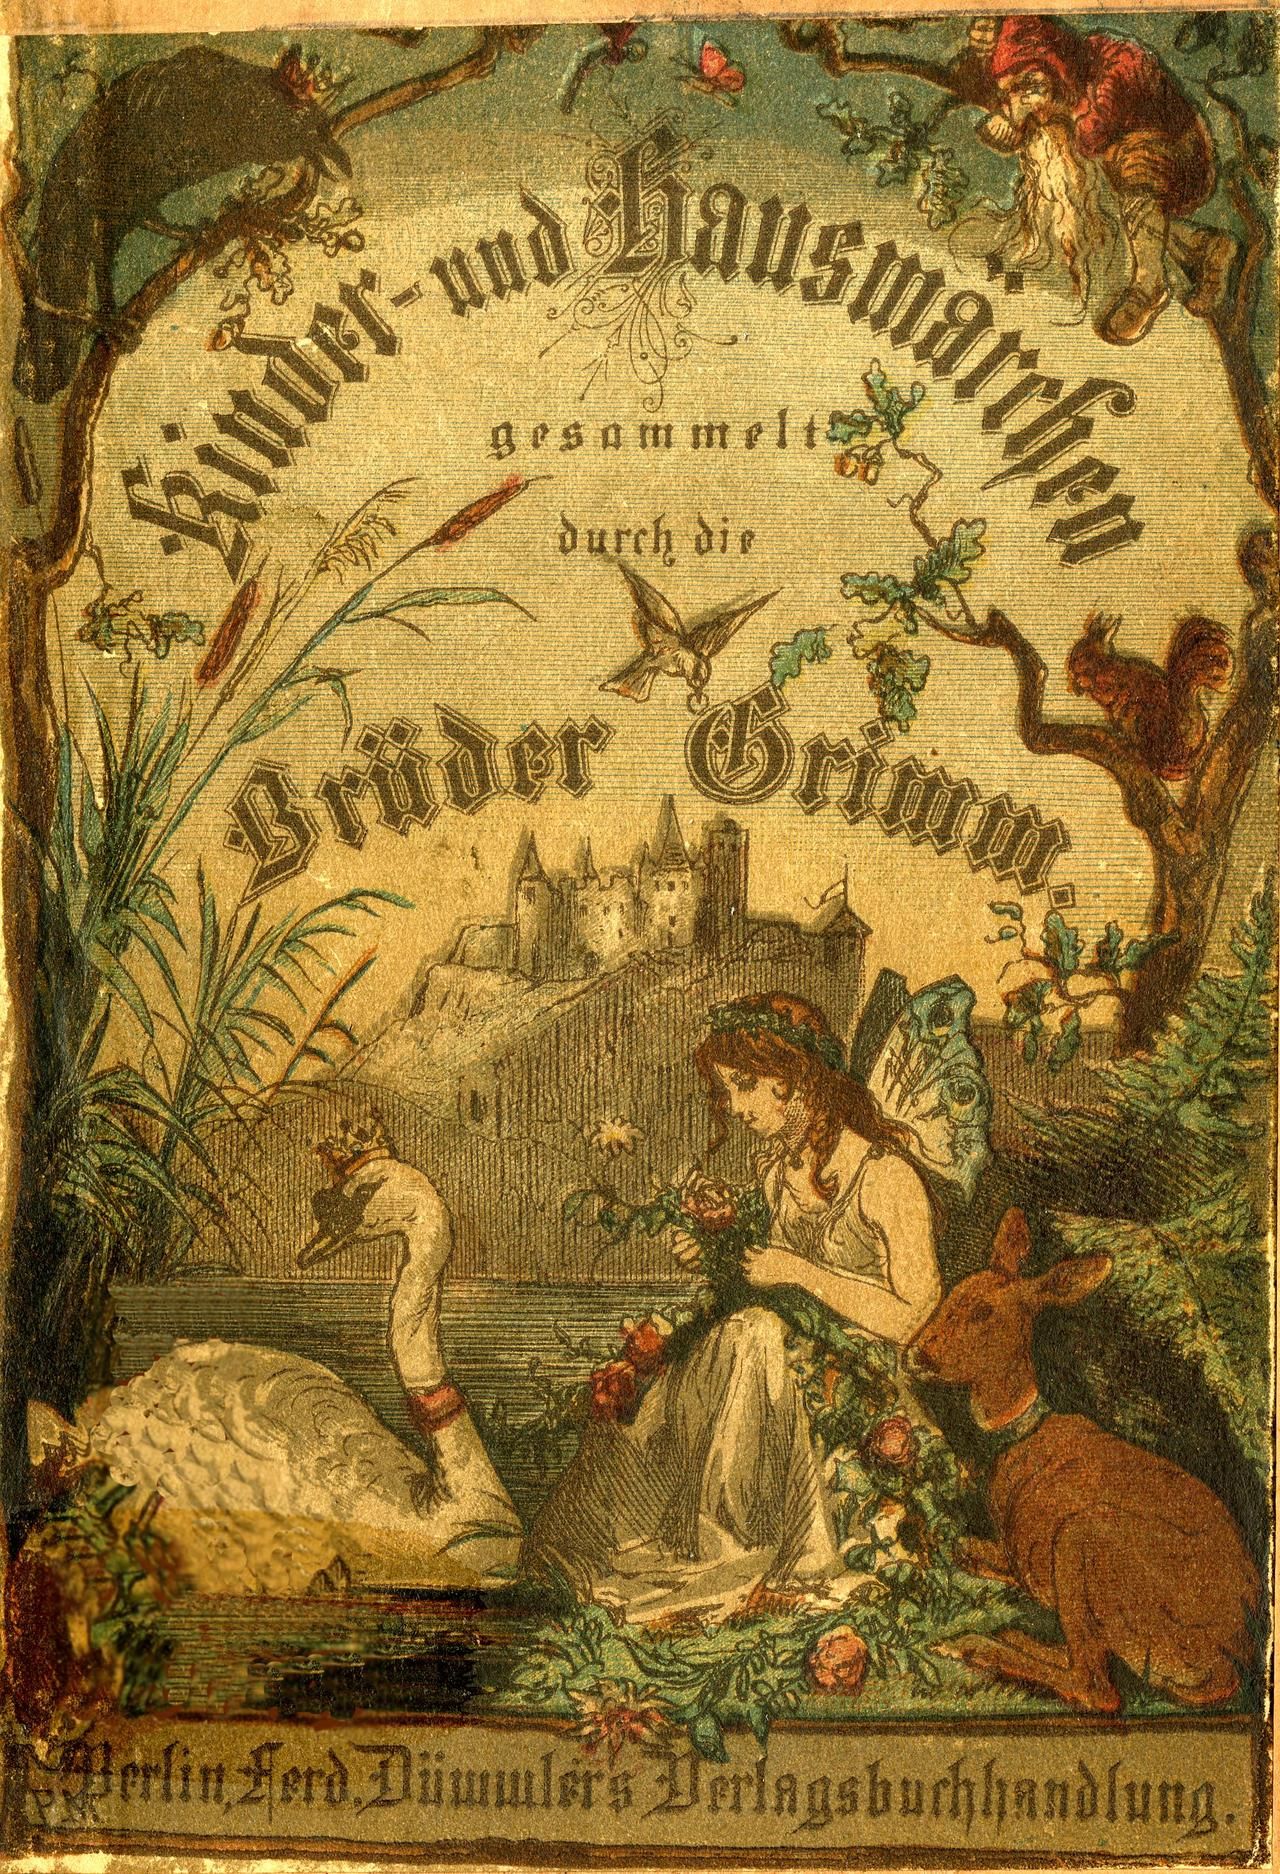 Kinder- und Hausmärchen
gesammelt
durch die
Brüder Grimm.
Berlin, Ferd. Dümmler's Verlagsbuchhandlung.